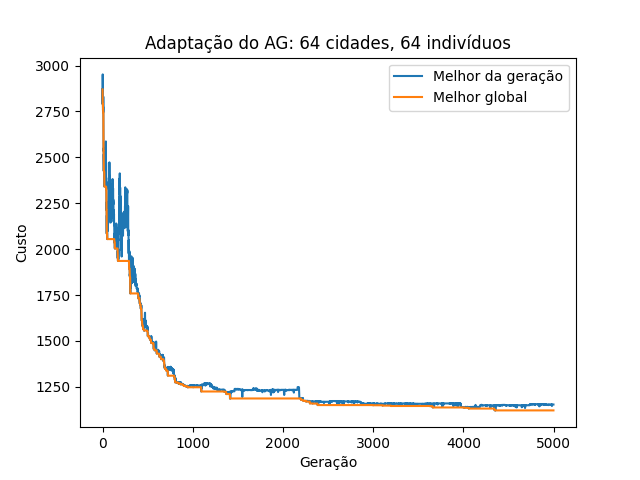 Adaptação do AG: 64 cidades, 64 indivíduos
Melhor da geração
Melhor global
Custo
3000
2750
2500
2250
2000
1750
1500
1250
0 1000 2000 3000 4000 5000
Geração